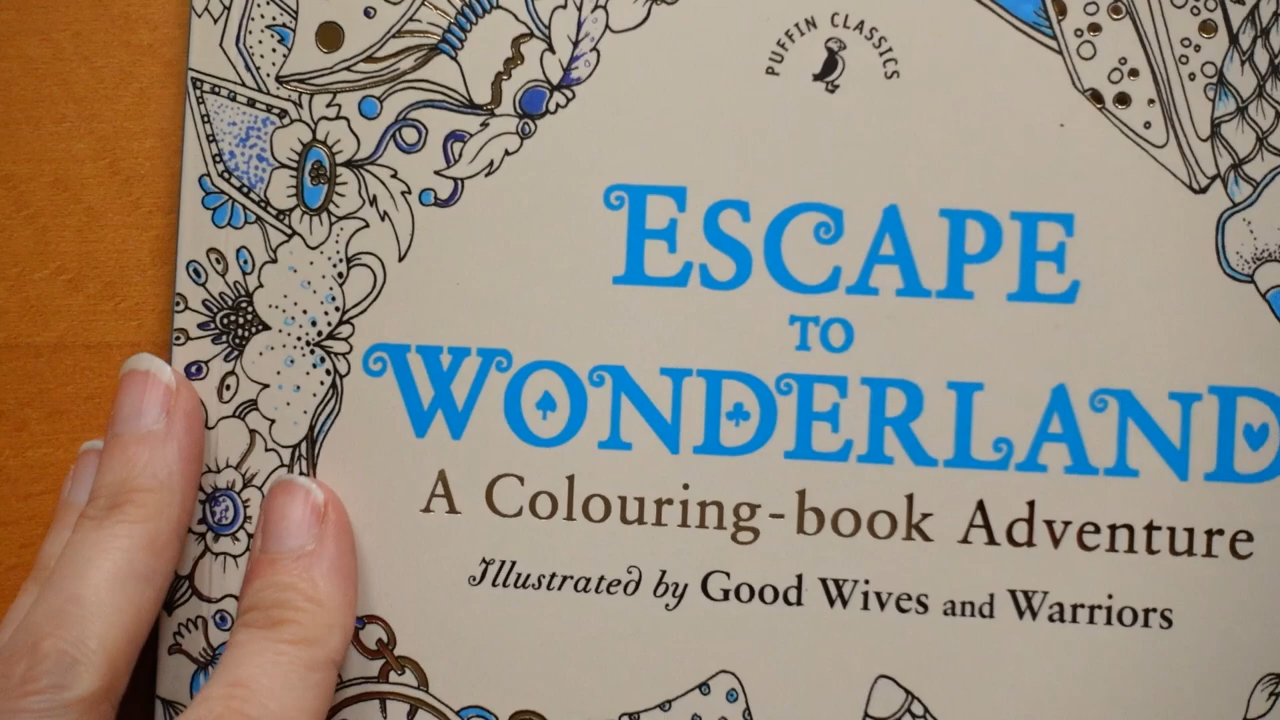 PUFFIN CLASSICS
ESCAPE
TO
WONDERLAND
A Colouring-book Adventure
Illustrated by Good Wives and Warriors